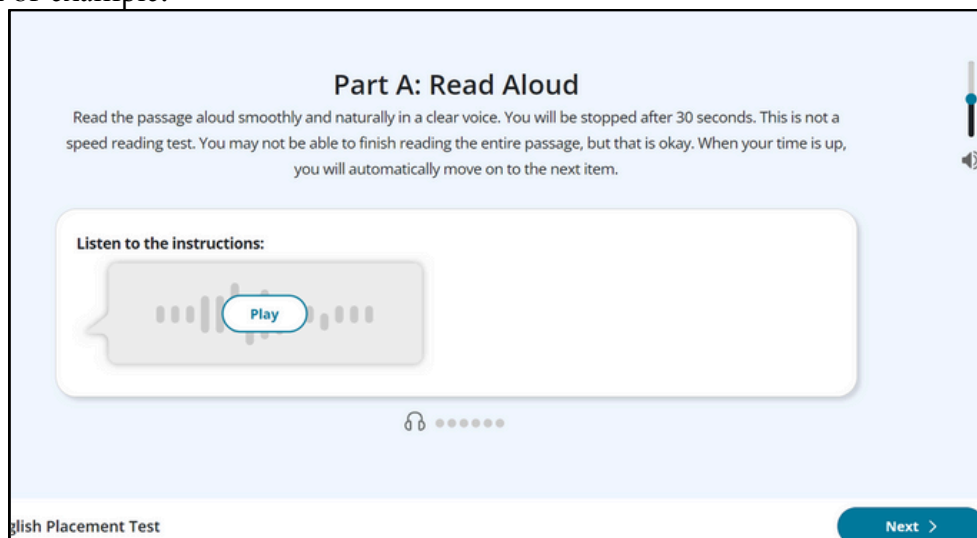 Part A: Read Aloud
Read the passage aloud smoothly and naturally in a clear voice. You will be stopped after 30 seconds. This is not a
speed reading test. You may not be able to finish reading the entire passage, but that is okay. When your time is up,
you will automatically move on to the next item.
Listen to the instructions:
Play
Placement Test
Next >